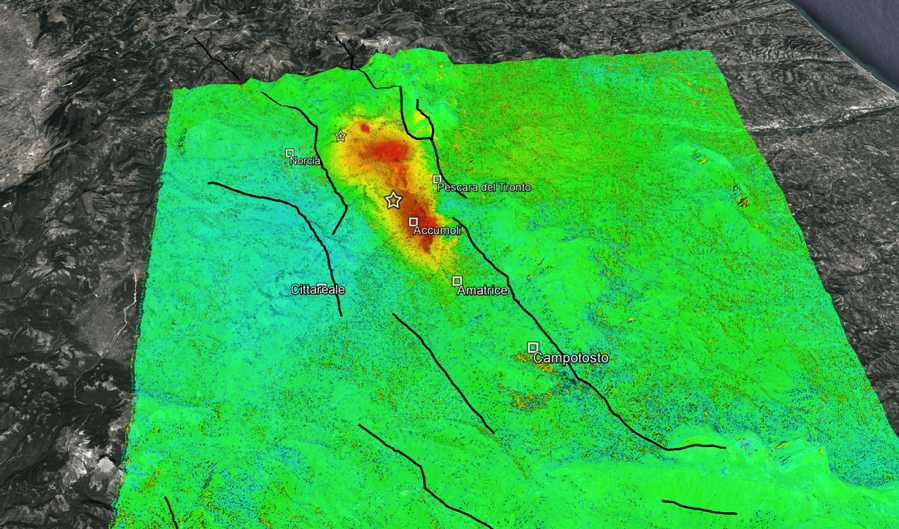 Norcia
Pescara del Tronto
Accumoli
Amatrice
Cittareale
Campotosto